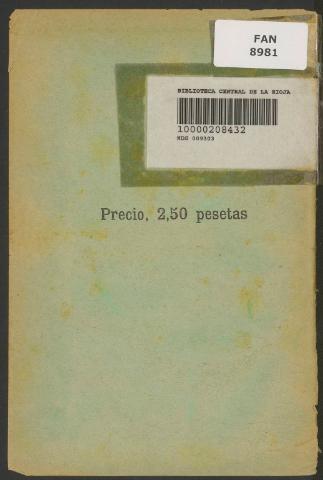 FAN
8981
BIBLIOTECA CENTRAL DE LA RIOJA
10000208432
Precio, 2,50 pesetas